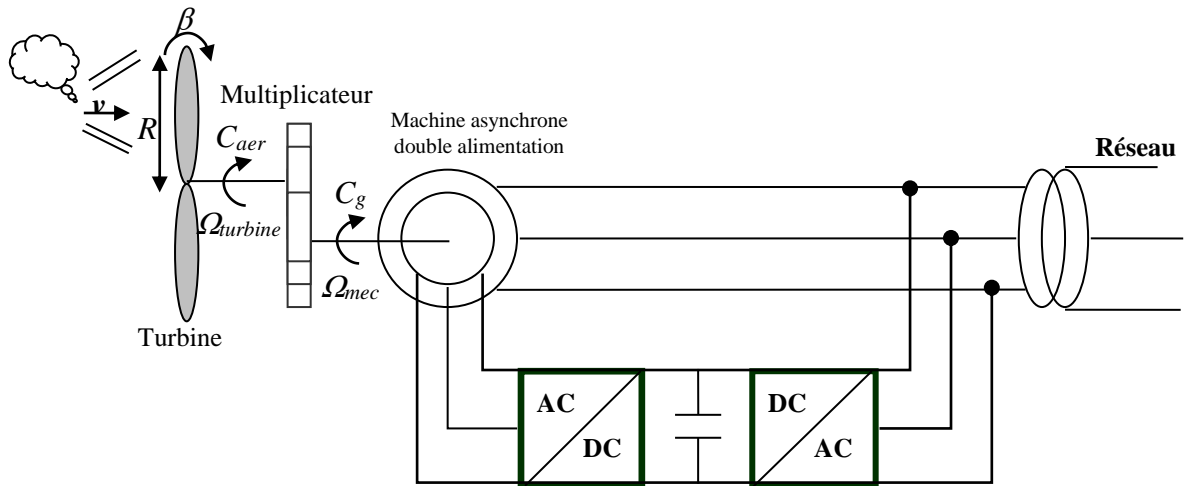 β
v
R
Multiplicateur
C_aer
Ω_turbine
C_g
Ω_mec
Turbine
Machine asynchrone
double alimentation
Réseau
AC
DC
DC
AC